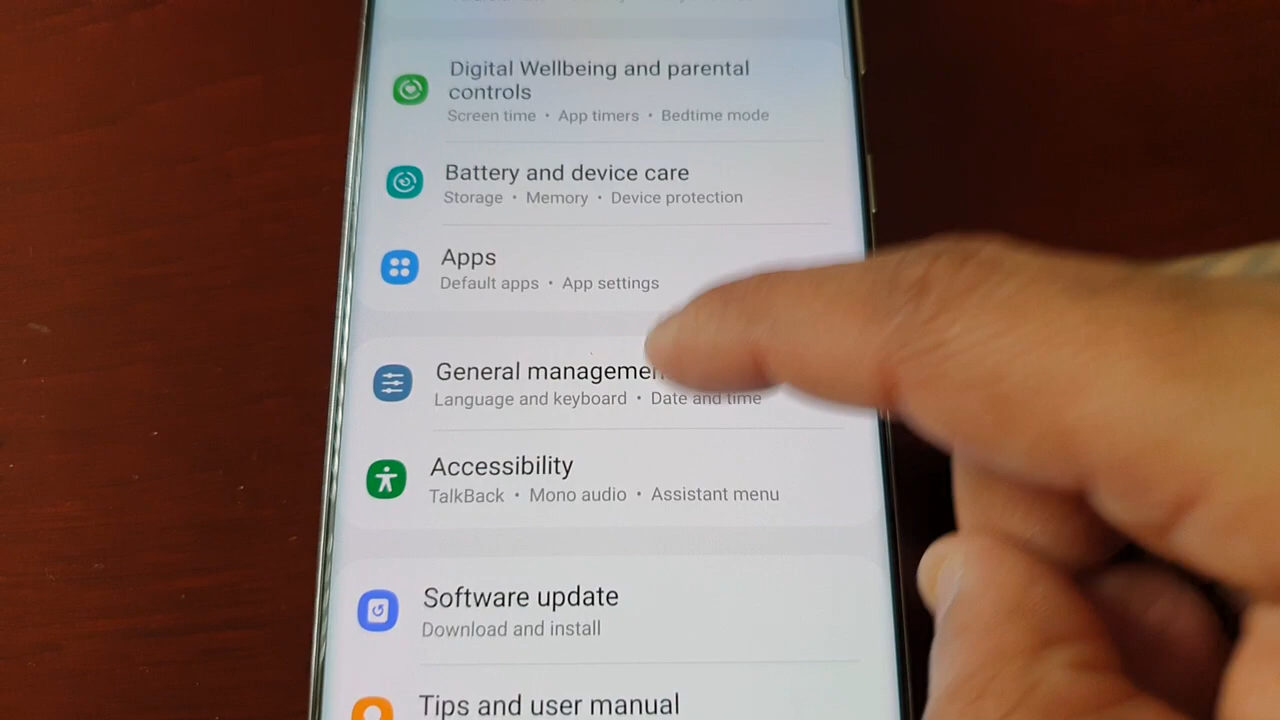 Digital Wellbeing and parental
controls
Screen time • App timers • Bedtime mode
Battery and device care
Storage • Memory • Device protection
Apps
Default apps • App settings
General managemen
Language and keyboard • Date and time
Accessibility
TalkBack • Mono audio • Assistant menu
Software update
Download and install
Tips and user manual